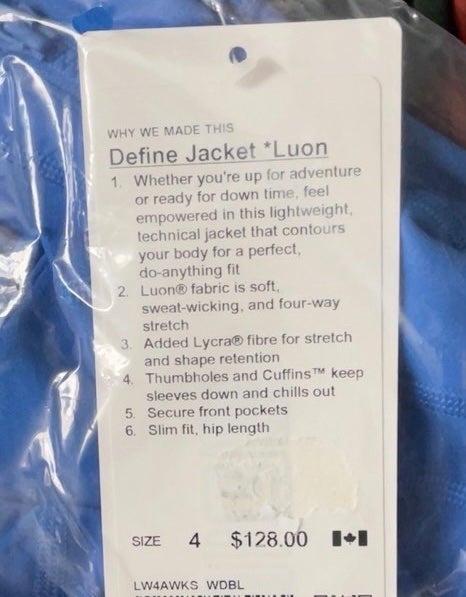 WHY WE MADE THIS
Define Jacket *Luon
1. Whether you're up for adventure
or ready for down time, feel
empowered in this lightweight,
technical jacket that contours
your body for a perfect,
do-anything fit
2. Luon® fabric is soft,
sweat-wicking, and four-way
stretch
3. Added Lycra® fibre for stretch
and shape retention
4. Thumbholes and Cuffins™ keep
sleeves down and chills out
5. Secure front pockets
6. Slim fit, hip length
SIZE 4 $128.00
LW4AWKS WDBL